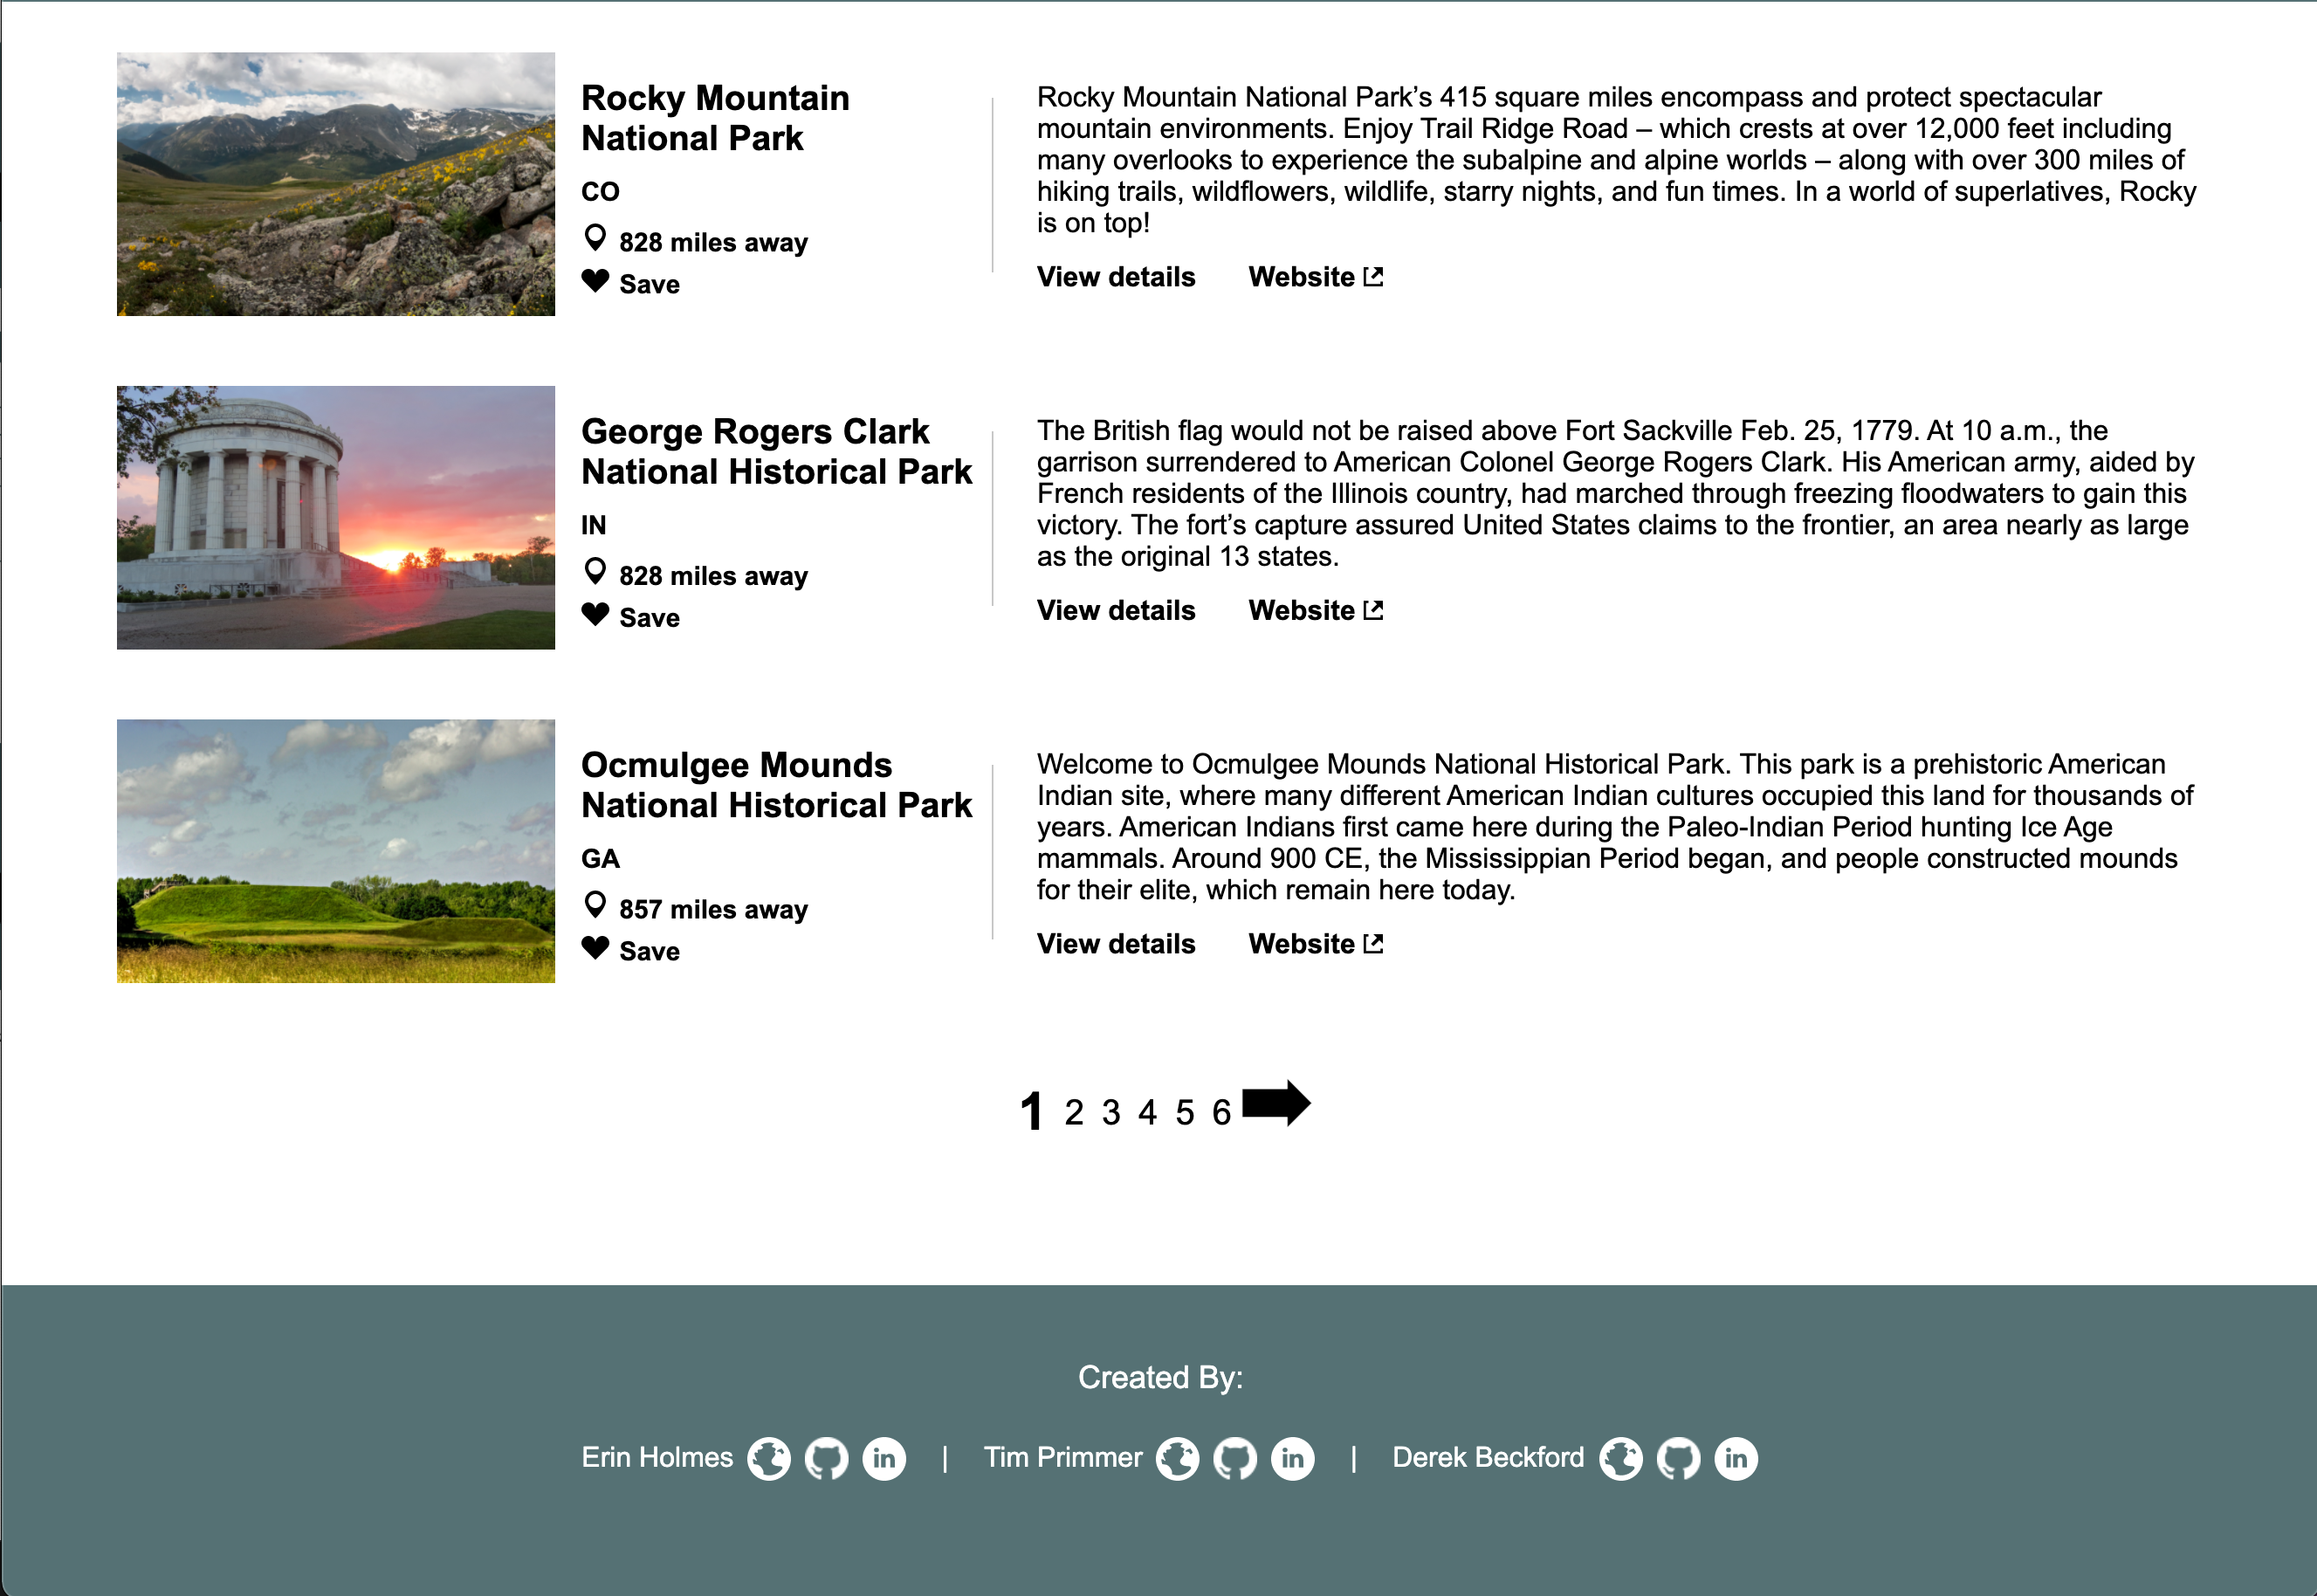 Rocky Mountain
National Park
CO
828 miles away
Save
Rocky Mountain National Park’s 415 square miles encompass and protect spectacular
mountain environments. Enjoy Trail Ridge Road – which crests at over 12,000 feet including
many overlooks to experience the subalpine and alpine worlds – along with over 300 miles of
hiking trails, wildflowers, wildlife, starry nights, and fun times. In a world of superlatives, Rocky
is on top!
View details Website
George Rogers Clark
National Historical Park
IN
828 miles away
Save
The British flag would not be raised above Fort Sackville Feb. 25, 1779. At 10 a.m., the
garrison surrendered to American Colonel George Rogers Clark. His American army, aided by
French residents of the Illinois country, had marched through freezing floodwaters to gain this
victory. The fort’s capture assured United States claims to the frontier, an area nearly as large
as the original 13 states.
View details Website
Ocmulgee Mounds
National Historical Park
GA
857 miles away
Save
Welcome to Ocmulgee Mounds National Historical Park. This park is a prehistoric American
Indian site, where many different American Indian cultures occupied this land for thousands of
years. American Indians first came here during the Paleo-Indian Period hunting Ice Age
mammals. Around 900 CE, the Mississippian Period began, and people constructed mounds
for their elite, which remain here today.
View details Website
1 2 3 4 5 6
Created By:
Erin Holmes in | Tim Primmer in | Derek Beckford in